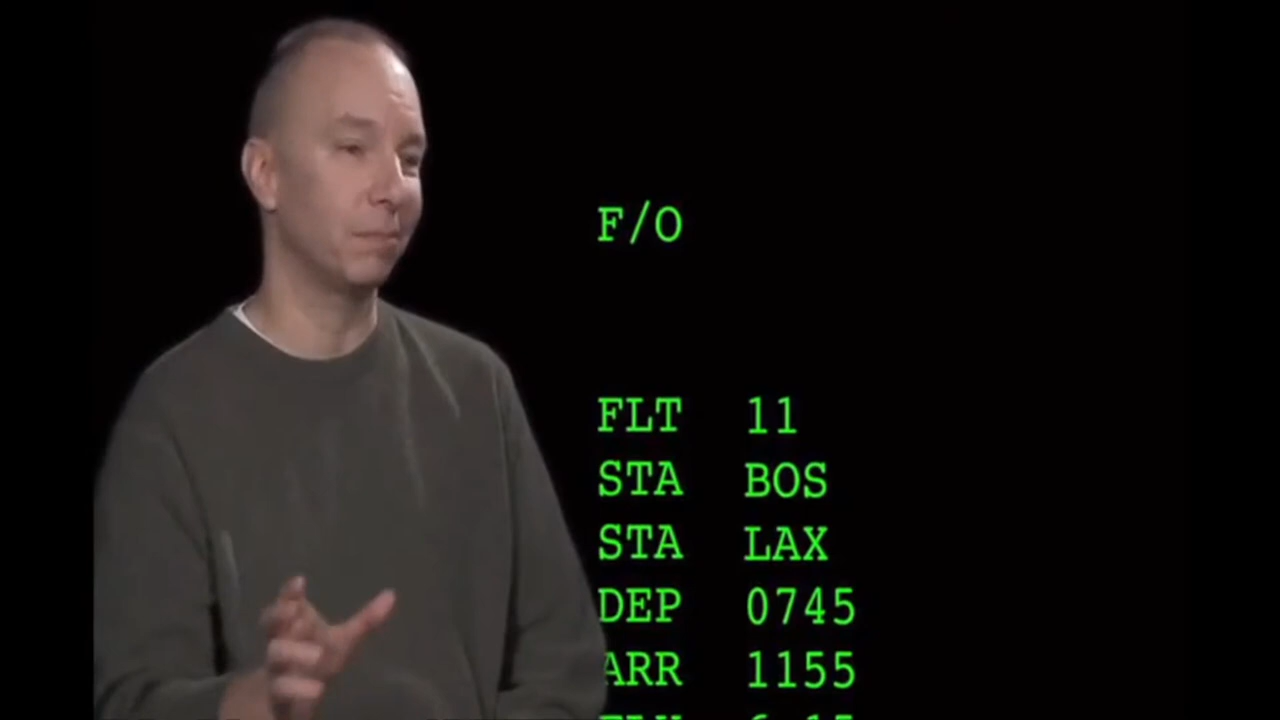 F/O
FLT 11
STA BOS
STA LAX
DEP 0745
ARR 1155